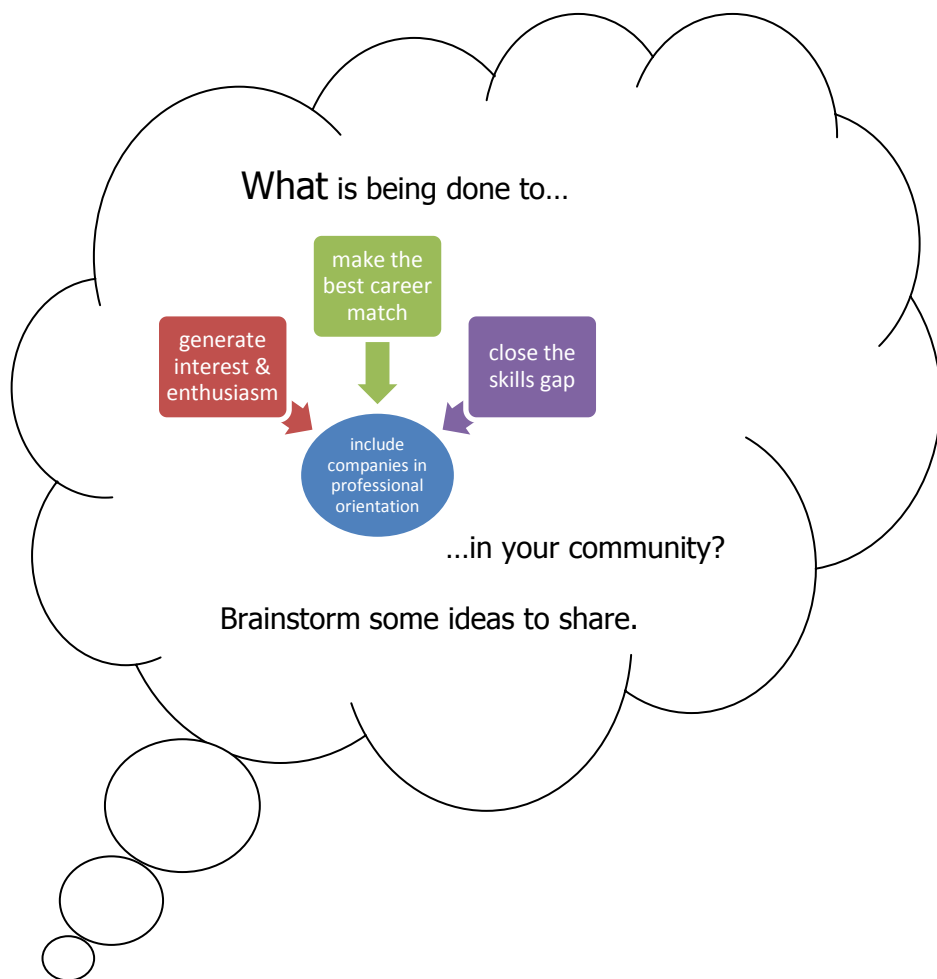 What is being done to…
make the
best career
match
generate
interest &
enthusiasm
close the
skills gap
include
companies in
professional
orientation
…in your community?
Brainstorm some ideas to share.